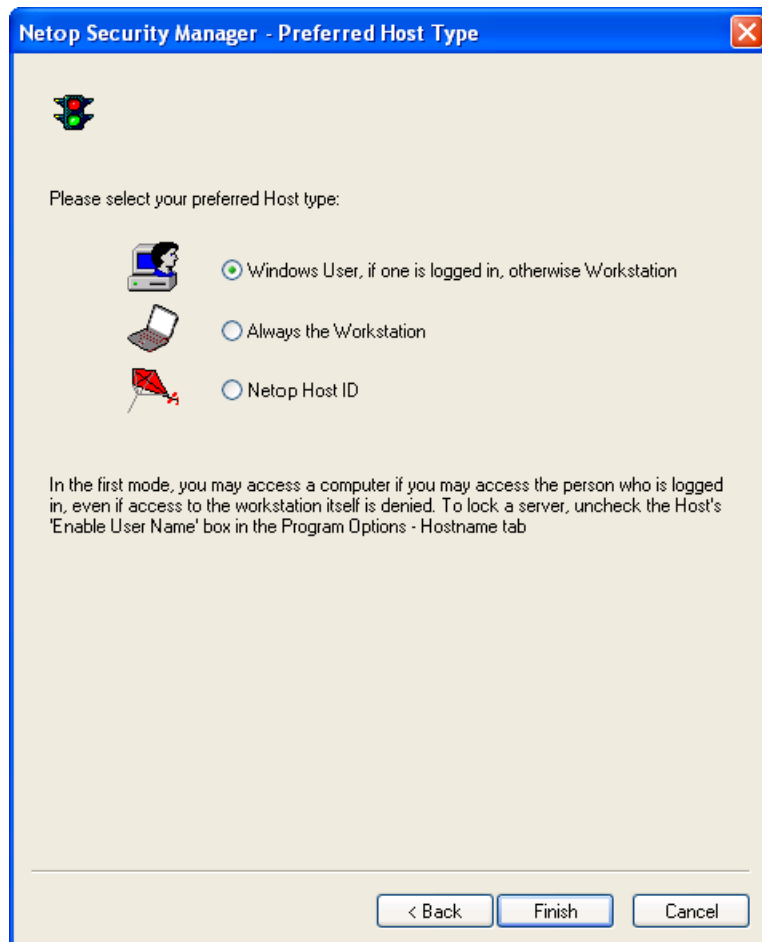 Netop Security Manager - Preferred Host Type
Please select your preferred Host type:
Windows User, if one is logged in, otherwise Workstation
Always the Workstation
Netop Host ID
In the first mode, you may access a computer if you may access the person who is logged
in, even if access to the workstation itself is denied. To lock a server, uncheck the Host's
'Enable User Name' box in the Program Options - Hostname tab
< Back
Finish
Cancel